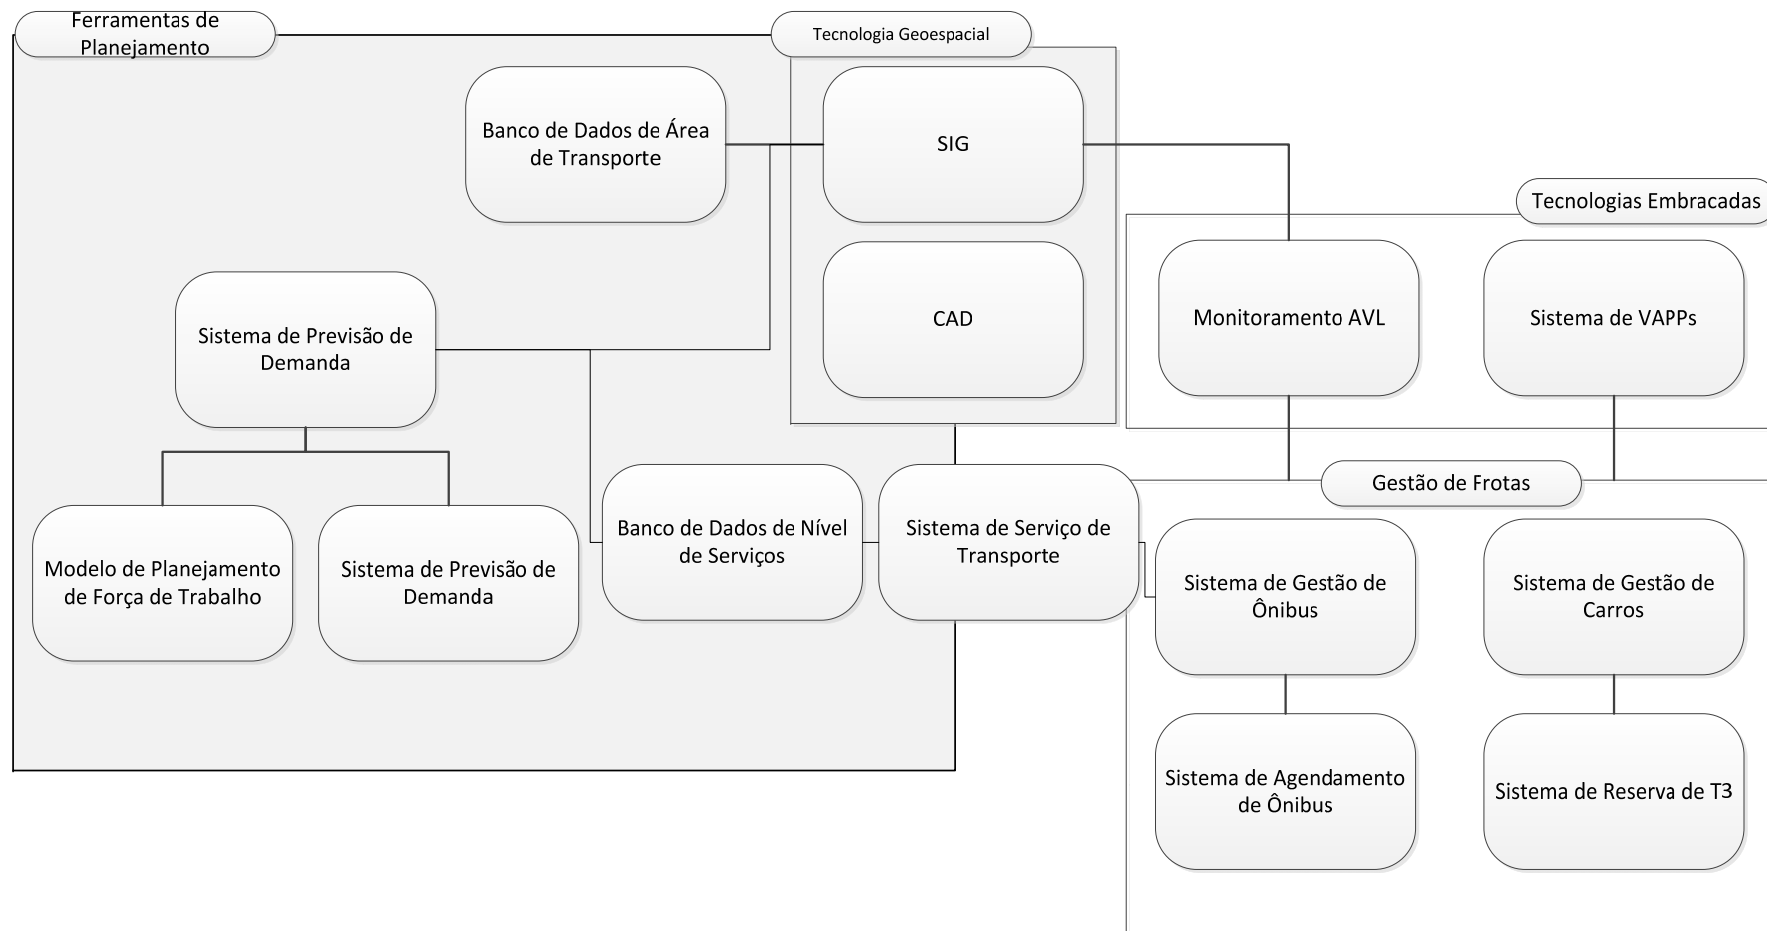 Ferramentas de
Planejamento
Tecnologia Geoespacial
Banco de Dados de Área
de Transporte
SIG
Tecnologias Embracadas
CAD
Monitoramento AVL
Sistema de VAPPs
Sistema de Previsão de
Demanda
Gestão de Frotas
Modelo de Planejamento
de Força de Trabalho
Sistema de Previsão de
Demanda
Banco de Dados de Nível
de Serviços
Sistema de Serviço de
Transporte
Sistema de Gestão de
Ônibus
Sistema de Gestão de
Carros
Sistema de Agendamento
de Ônibus
Sistema de Reserva de T3